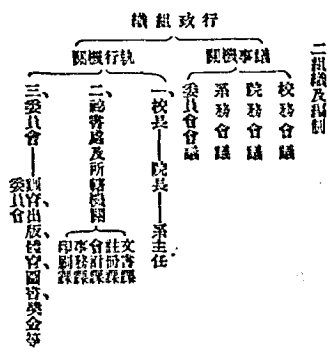 二組織及編制
行政組織
議事機關
校務會議
院務會議
系務會議
委員會會議
執行機關
一、校長——院長——系主任
二、祕書處及所轄機關
文書課
註冊課
會計課
事務課
印刷課
三、委員會——圖書、出版、體育、圖書、獎金等委員會